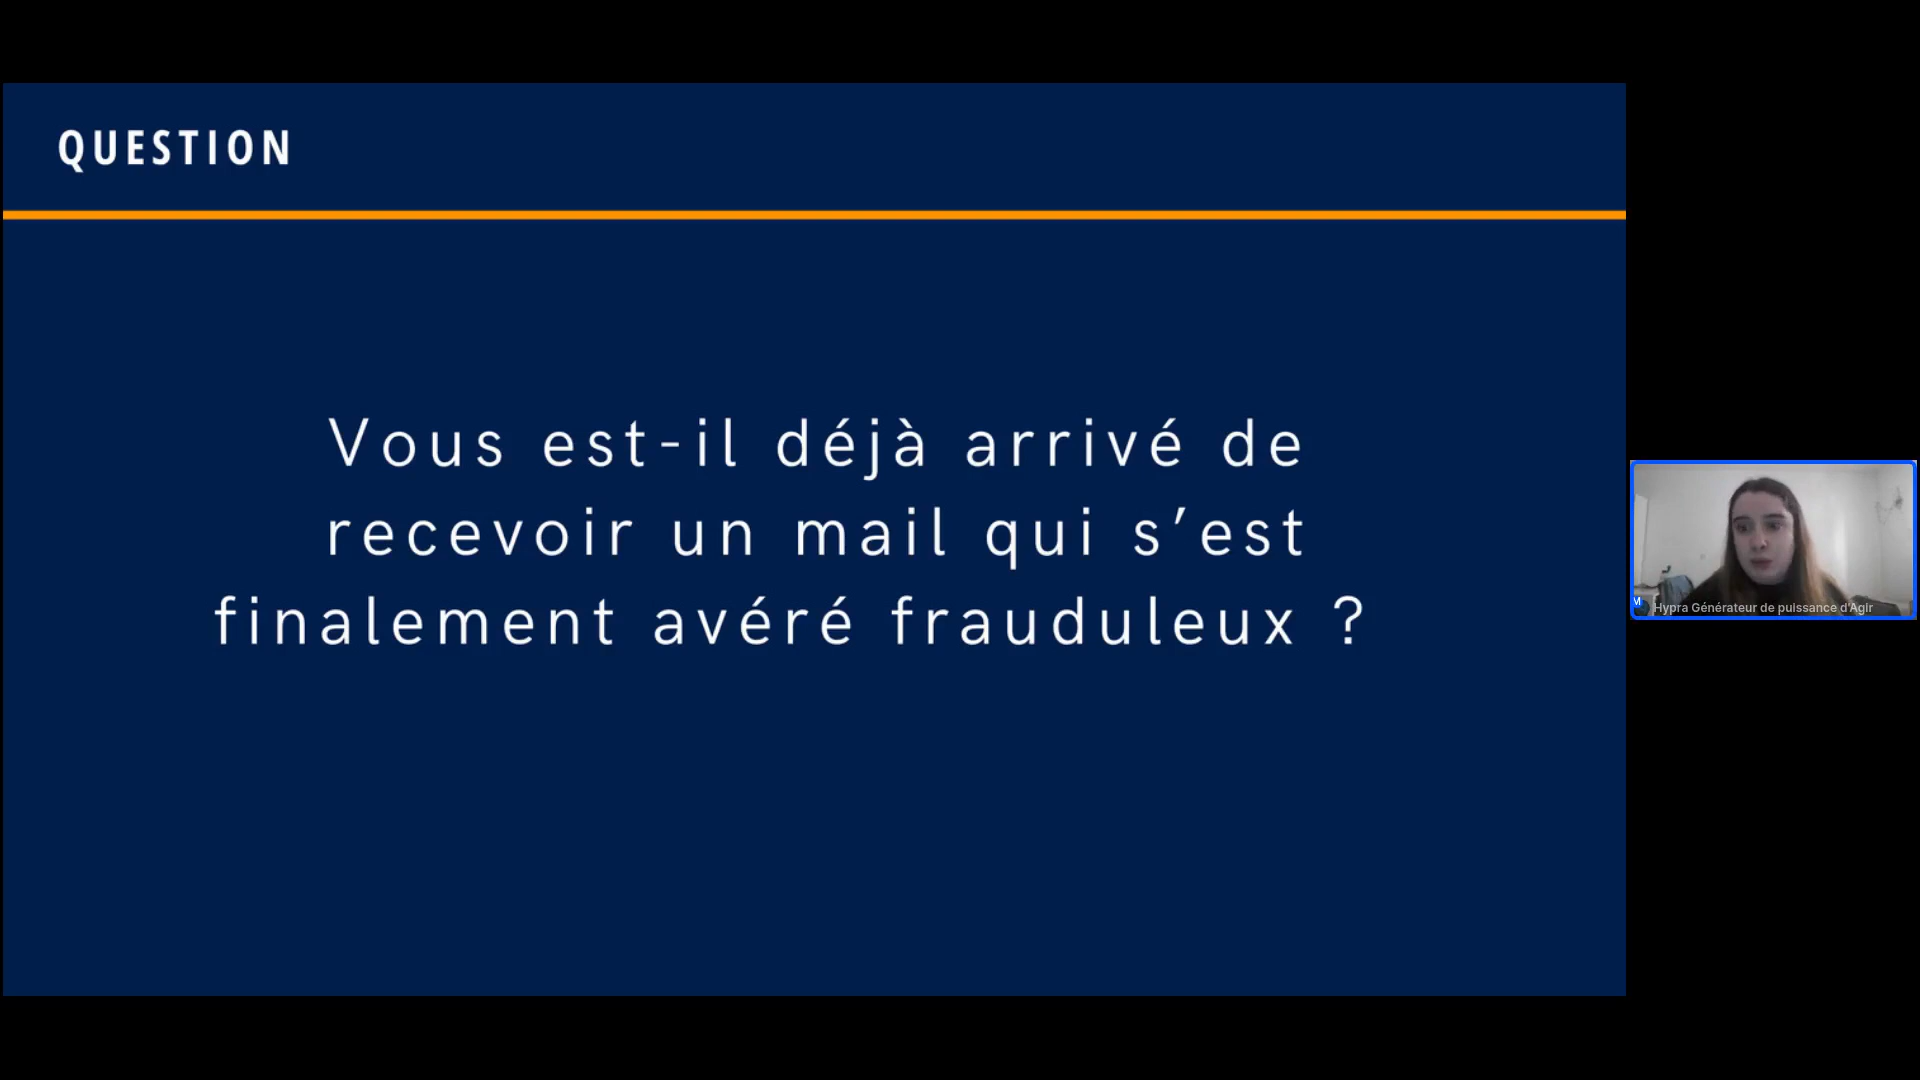 QUESTION
Vous est-il déjà arrivé de
recevoir un mail qui s’est
finalement avéré frauduleux ?
M
Hypra Générateur de puissance d'Agir